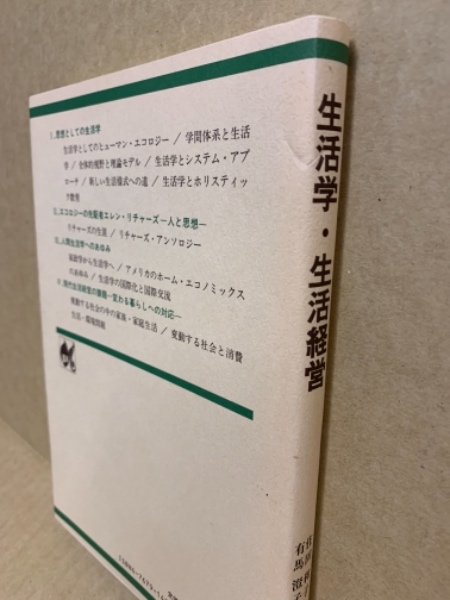 I.思想としての生活学
生活学としてのヒューマン・エコロジー / 学問体系と生活
学 / 全体的視野と理論モデル / 生活学とシステム・アプ
ローチ / 新しい生活様式への道 / 生活学とホリスティッ
ク教育
II.エコロジーの先駆者エレン・リチャーズ―人と思想―
リチャーズの生涯 / リチャーズ・アンソロジー
III.人間生活学へのあゆみ
家政学から生活学へ / アメリカのホーム・エコノミックス
のあゆみ / 生活学の国際化と国際交流
IV.現代生活経営の課題―変わる暮らしへの対応―
変動する社会の中の家族・家庭生活 / 変動する社会と消費
生活・環境問題
生活学・生活経営
有馬澄子